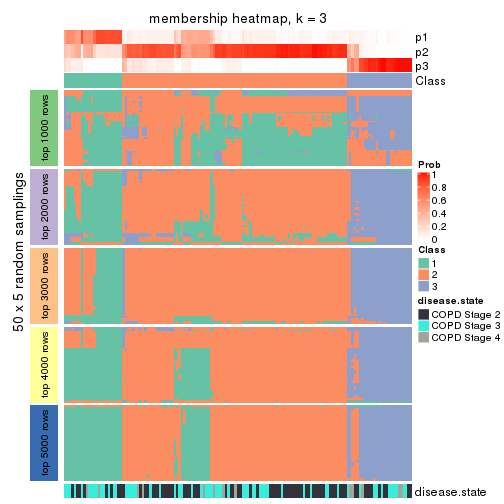 membership heatmap, k = 3
p1
p2
p3
Class
50 x 5 random samplings
top 1000 rows
top 2000 rows
top 3000 rows
top 4000 rows
top 5000 rows
Prob
1
0.8
0.6
0.4
0.2
0
Class
1
2
3
disease.state
COPD Stage 2
COPD Stage 3
COPD Stage 4
disease.state